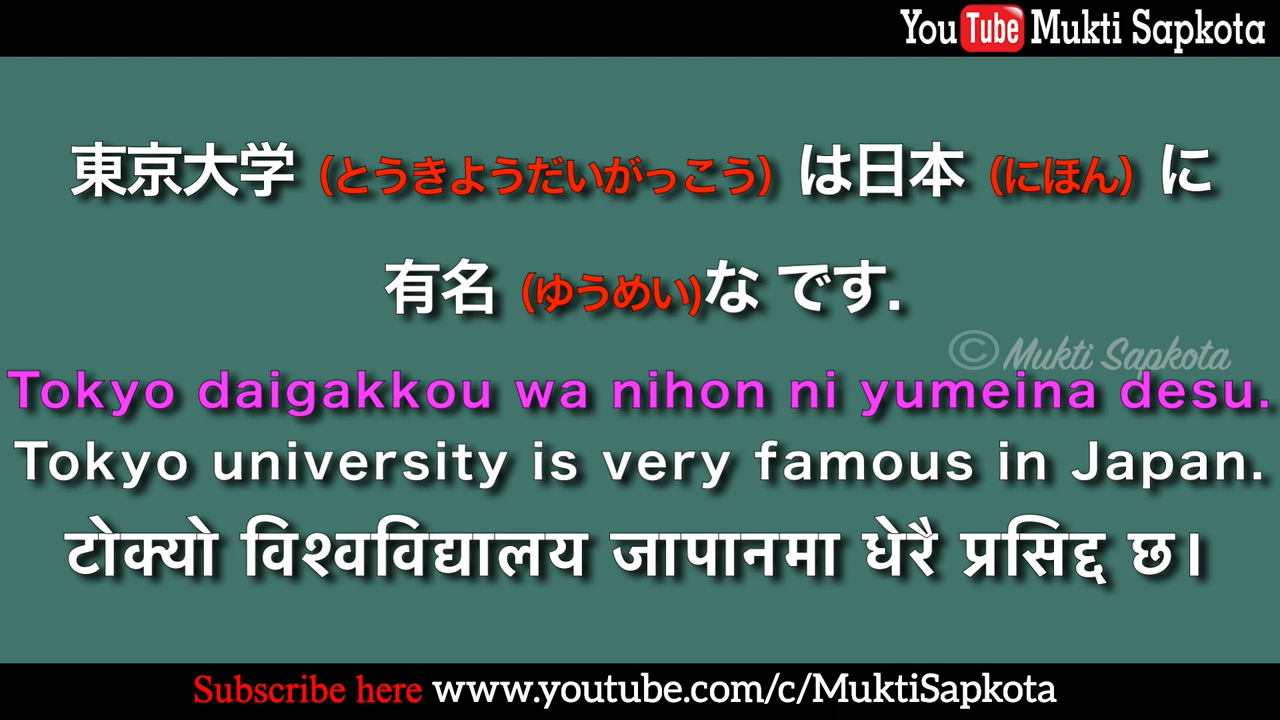 YouTube Mukti Sapkota
東京大学 (とうきようだいがっこう) は日本 (にほん) に
有名 (ゆうめい)な です.
© Mukti Sapkota
Tokyo daigakkou wa nihon ni yumeina desu.
Tokyo university is very famous in Japan.
टोक्यो विश्वविद्यालय जापानमा धेरै प्रसिद्द छ।
Subscribe here www.youtube.com/c/MuktiSapkota